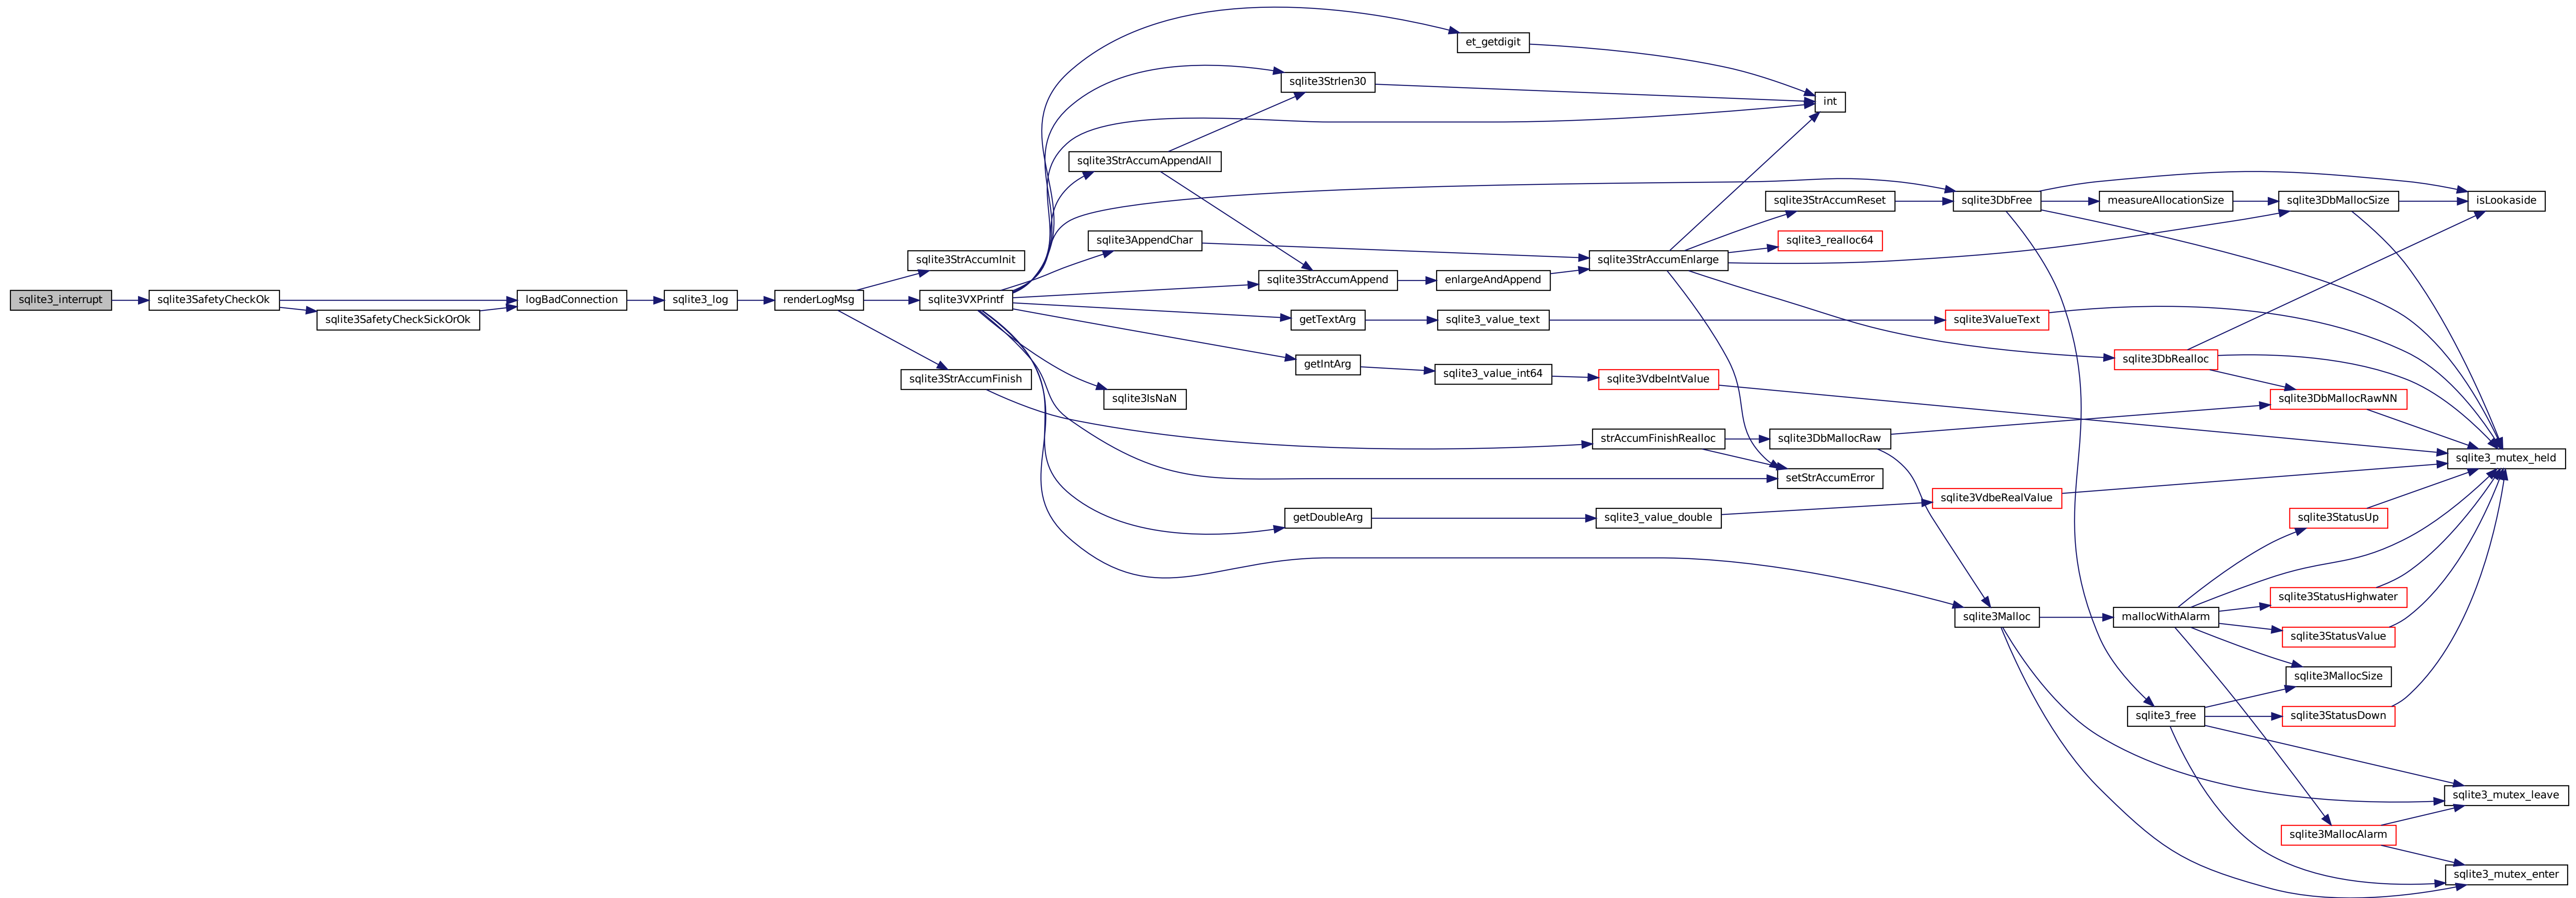 sqlite3_interrupt
sqlite3SafetyCheckOk
sqlite3SafetyCheckSickOrOk
logBadConnection
sqlite3_log
renderLogMsg
sqlite3StrAccumInit
sqlite3VXPrintf
sqlite3StrAccumFinish
et_getdigit
sqlite3Strlen30
int
sqlite3StrAccumAppendAll
sqlite3AppendChar
sqlite3StrAccumAppend
enlargeAndAppend
getTextArg
sqlite3_value_text
getIntArg
sqlite3_value_int64
sqlite3IsNaN
getDoubleArg
sqlite3StrAccumEnlarge
sqlite3VdbeIntValue
strAccumFinishRealloc
sqlite3_value_double
sqlite3StrAccumReset
sqlite3_realloc64
sqlite3DbMallocRaw
setStrAccumError
sqlite3DbFree
sqlite3ValueText
sqlite3VdbeRealValue
sqlite3Malloc
measureAllocationSize
sqlite3DbRealloc
mallocWithAlarm
sqlite3_free
sqlite3DbMallocSize
sqlite3DbMallocRawNN
sqlite3StatusUp
sqlite3StatusHighwater
sqlite3StatusValue
sqlite3MallocSize
sqlite3StatusDown
sqlite3MallocAlarm
isLookaside
sqlite3_mutex_held
sqlite3_mutex_leave
sqlite3_mutex_enter